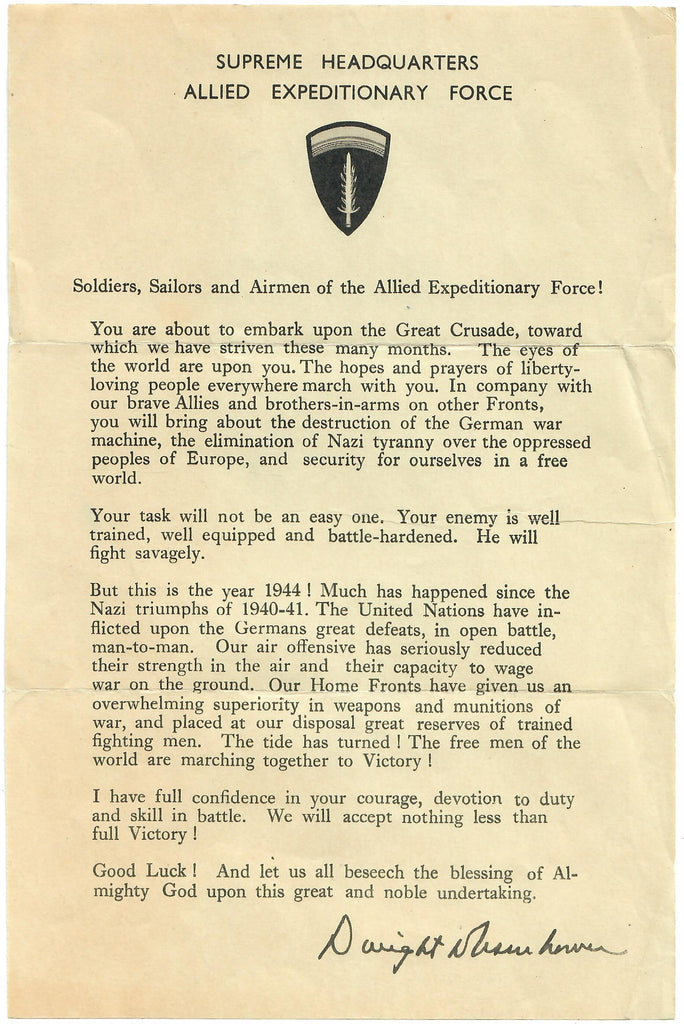 SUPREME HEADQUARTERS
ALLIED EXPEDITIONARY FORCE
Soldiers, Sailors and Airmen of the Allied Expeditionary Force!
You are about to embark upon the Great Crusade, toward
which we have striven these many months. The eyes of
the world are upon you. The hopes and prayers of liberty-
loving people everywhere march with you. In company with
our brave Allies and brothers-in-arms on other Fronts,
you will bring about the destruction of the German war
machine, the elimination of Nazi tyranny over the oppressed
peoples of Europe, and security for ourselves in a free
world.
Your task will not be an easy one. Your enemy is well
trained, well equipped and battle-hardened. He will
fight savagely.
But this is the year 1944 ! Much has happened since the
Nazi triumphs of 1940-41. The United Nations have in-
flicted upon the Germans great defeats, in open battle,
man-to-man. Our air offensive has seriously reduced
their strength in the air and their capacity to wage
war on the ground. Our Home Fronts have given us an
overwhelming superiority in weapons and munitions of
war, and placed at our disposal great reserves of trained
fighting men. The tide has turned ! The free men of the
world are marching together to Victory !
I have full confidence in your courage, devotion to duty
and skill in battle. We will accept nothing less than
full Victory !
Good Luck ! And let us all beseech the blessing of Al-
mighty God upon this great and noble undertaking.
Dwight D Eisenhower